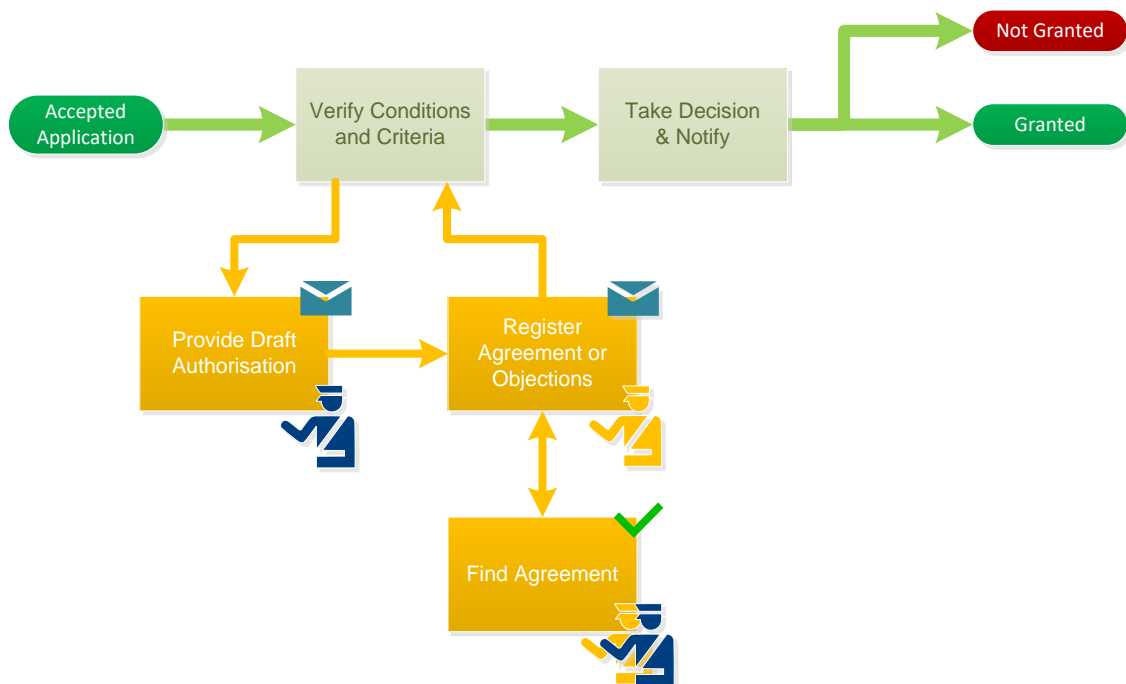 Not Granted
Accepted
Application
Verify Conditions
and Criteria
Take Decision
& Notify
Granted
Provide Draft
Authorisation
Register
Agreement or
Objections
Find Agreement